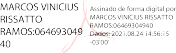 MARCOS VINICIUS
RISSATTO
RAMOS:064693049
40
Assinado de forma digital por
MARCOS VINICIUS RISSATTO
RAMOS:06469304940
Dados: 2021.08.24 14:56:15
-03'00'